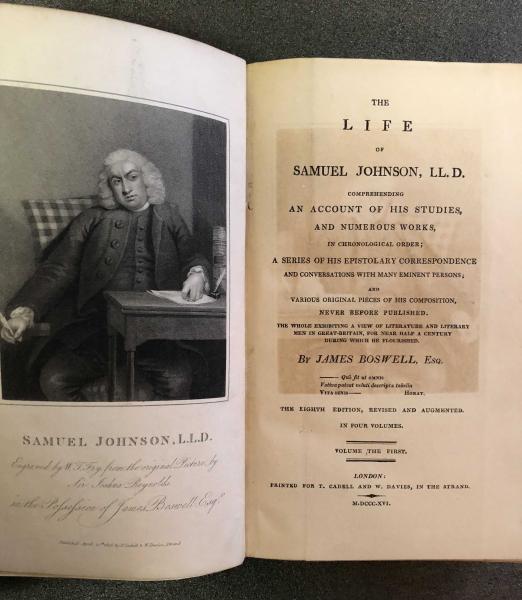 SAMUEL JOHNSON, L.L.D.
Engraved by W. T. Fry, from the original Picture, by
Sir Joshua Reynolds
in the Possession of James Boswell Esqr.
THE
LIFE
OF
SAMUEL JOHNSON, LL.D.
COMPREHENDING
AN ACCOUNT OF HIS STUDIES,
AND NUMEROUS WORKS,
IN CHRONOLOGICAL ORDER;
A SERIES OF HIS EPISTOLARY CORRESPONDENCE
AND CONVERSATIONS WITH MANY EMINENT PERSONS;
AND
VARIOUS ORIGINAL PIECES OF HIS COMPOSITION,
NEVER BEFORE PUBLISHED.
THE WHOLE EXHIBITING A VIEW OF LITERATURE AND LITERARY
MEN IN GREAT-BRITAIN, FOR NEAR HALF A CENTURY
DURING WHICH HE FLOURISHED.
BY JAMES BOSWELL, ESQ.
—— Quò fit ut OMNIS
Votiva pateat veluti descripta tabella
VITA SENIS —— HORAT.
THE EIGHTH EDITION, REVISED AND AUGMENTED.
IN FOUR VOLUMES.
VOLUME THE FIRST.
LONDON:
PRINTED FOR T. CADELL AND W. DAVIES, IN THE STRAND.
M.DCCC.XVI.